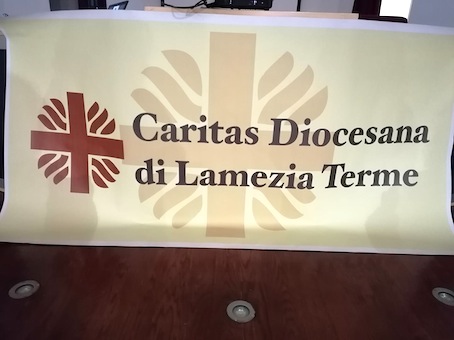 Caritas Diocesana
di Lamezia Terme